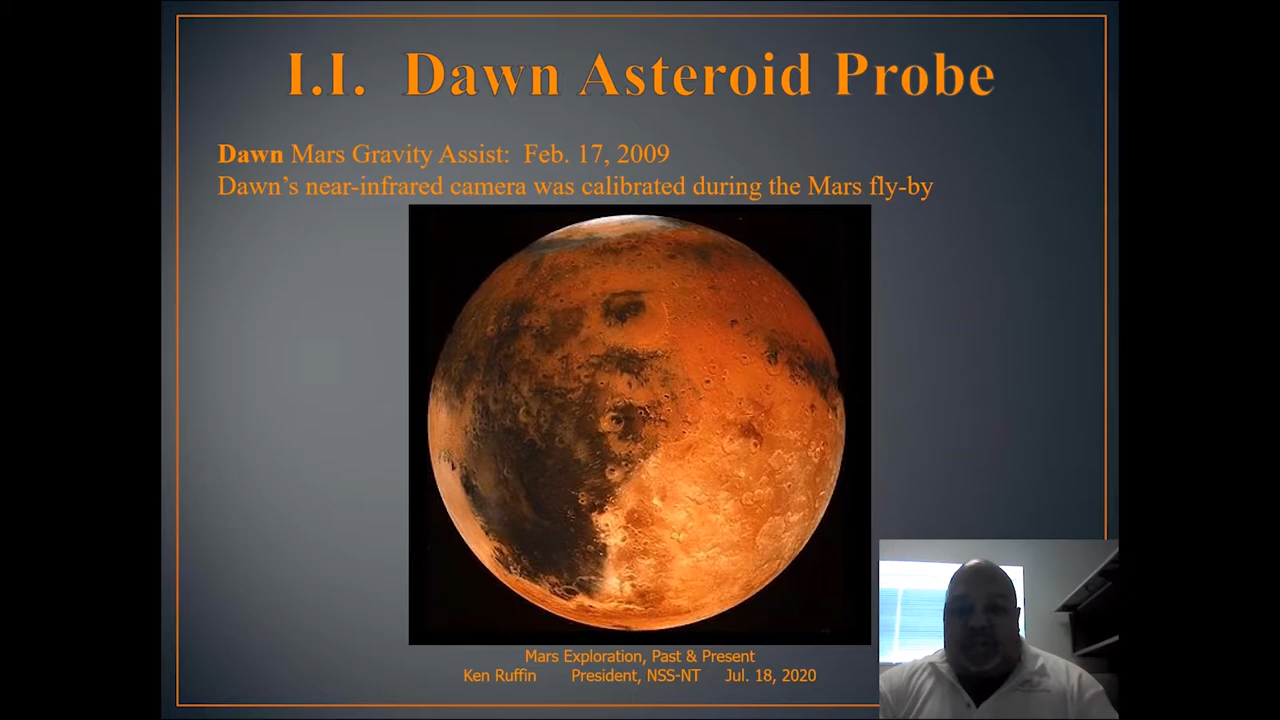 I.I. Dawn Asteroid Probe
Dawn Mars Gravity Assist: Feb. 17, 2009
Dawn's near-infrared camera was calibrated during the Mars fly-by
Mars Exploration, Past & Present
Ken Ruffin President, NSS-NT Jul. 18, 2020